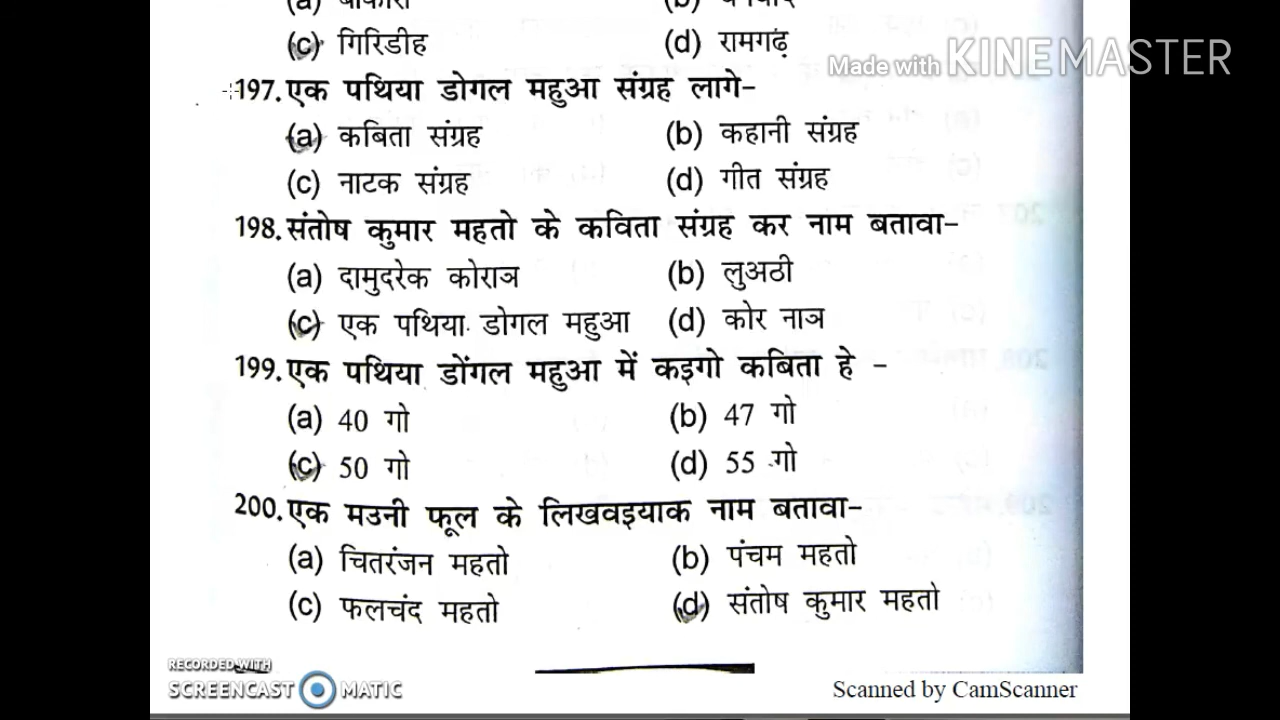 (c) गिरिडीह (d) रामगढ़
Made with KINEMASTER
197. एक पथिया डोगल महुआ संग्रह लागे-
(a) कबिता संग्रह (b) कहानी संग्रह
(c) नाटक संग्रह (d) गीत संग्रह
198. संतोष कुमार महतो के कविता संग्रह कर नाम बतावा-
(a) दामुदरेक कोराञ (b) लुअठी
(c) एक पथिया डोगल महुआ (d) कोर नाञ
199. एक पथिया डोंगल महुआ में कइगो कबिता हे -
(a) 40 गो (b) 47 गो
(c) 50 गो (d) 55 गो
200. एक मउनी फूल के लिखवइयाक नाम बतावा-
(a) चितरंजन महतो (b) पंचम महतो
(c) फलचंद महतो (d) संतोष कुमार महतो
RECORDED WITH
SCREENCAST MATIC
Scanned by CamScanner